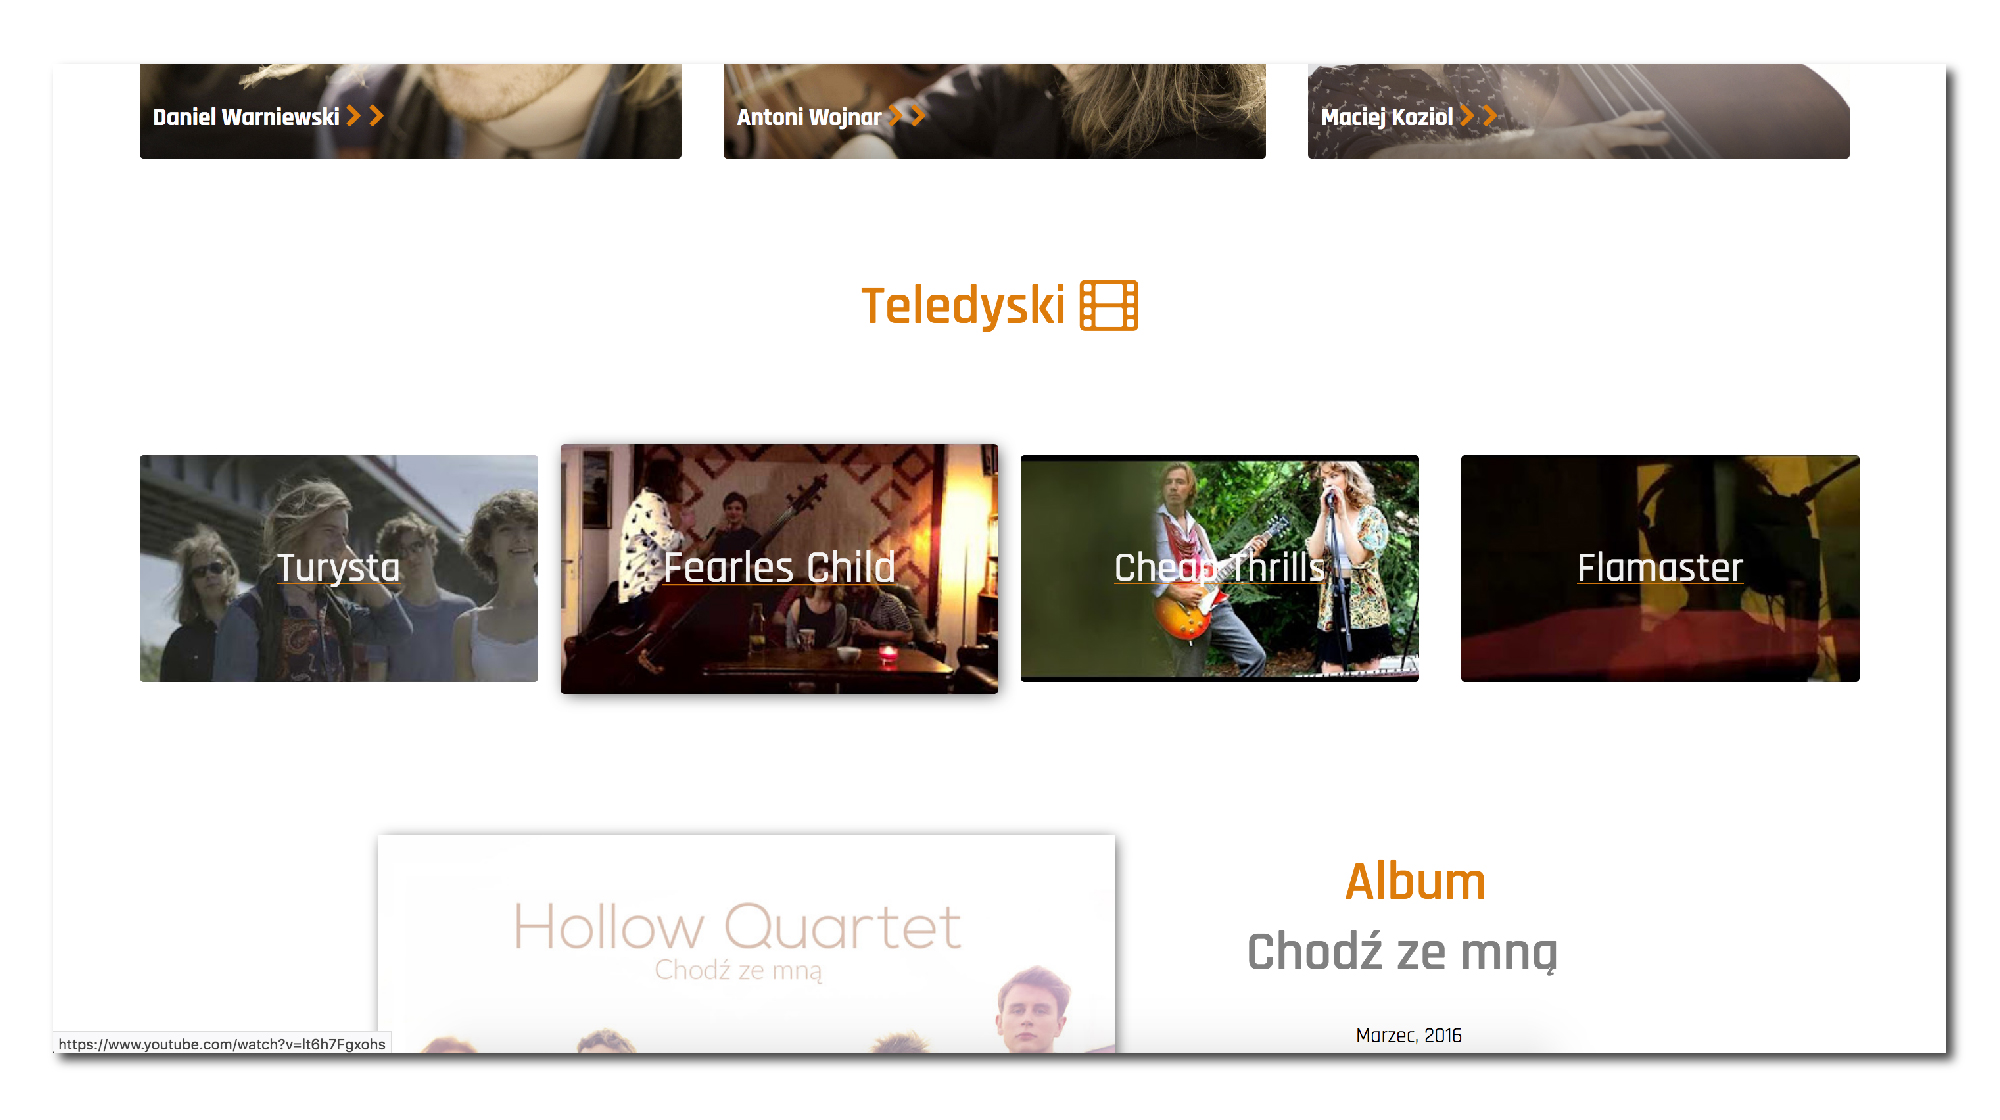 Daniel Warniewski
Antoni Wojnar
Maciej Kozioł
Teledyski
Turysta
Fearles Child
Cheap Thrills
Flamaster
Hollow Quartet
Chodź ze mną
Album
Chodź ze mną
Marzec, 2016
https://www.youtube.com/watch?v=lt6h7Fgxohs